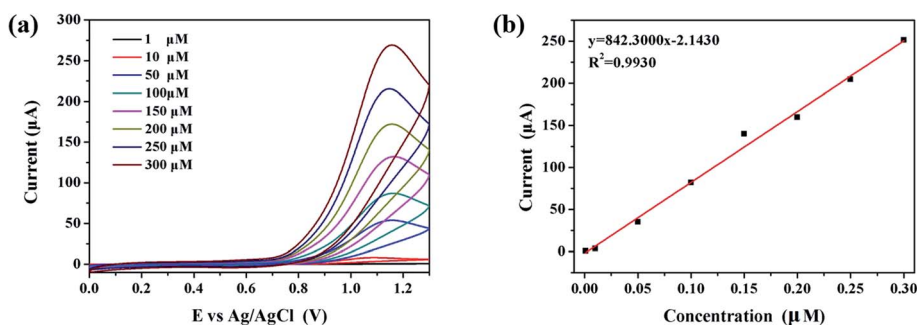 (a)
300
250
200
150
100
50
0
Current (μA)
1 μM
10 μM
50 μM
100μM
150 μM
200 μM
250 μM
300 μM
0.0 0.2 0.4 0.6 0.8 1.0 1.2
E vs Ag/AgCl (V)
(b)
y=842.3000x-2.1430
R²=0.9930
250
200
150
100
50
0
Current (μA)
0.00 0.05 0.10 0.15 0.20 0.25 0.30
Concentration (μM)